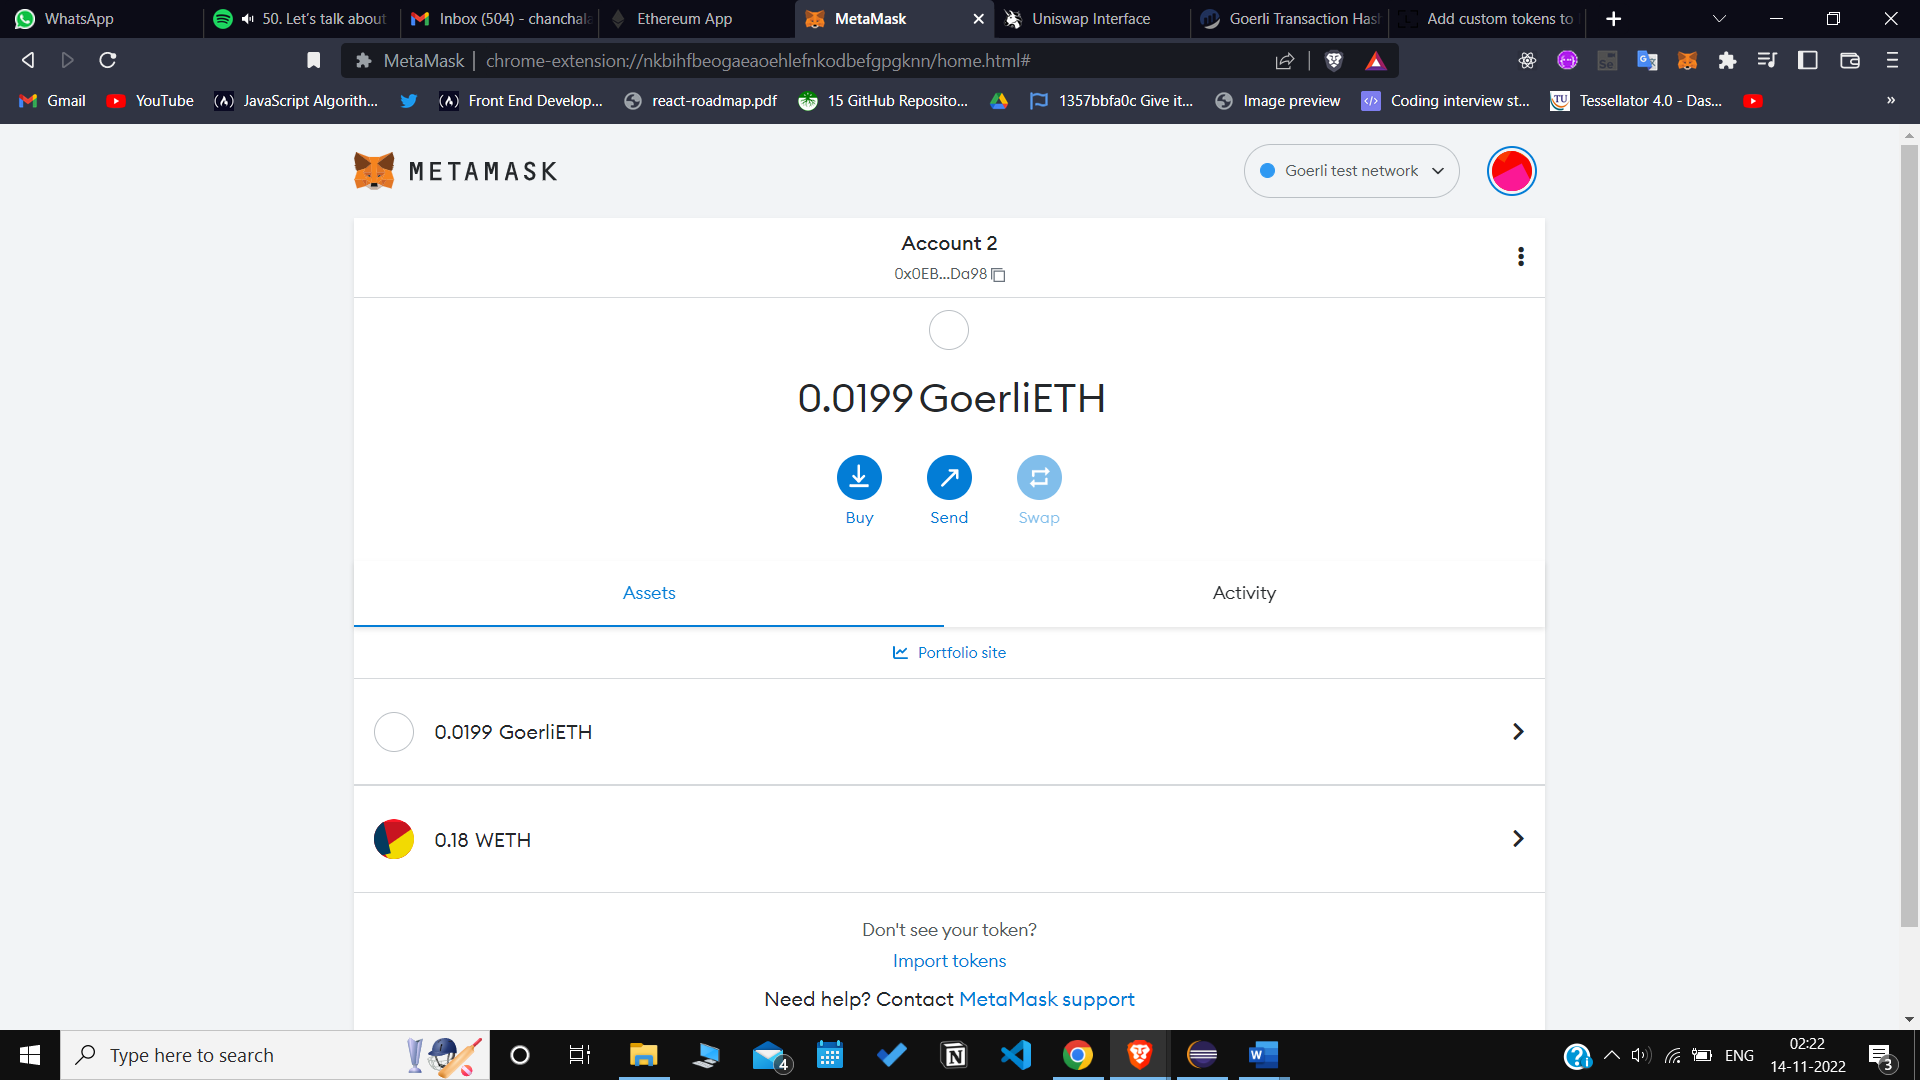 WhatsApp
50. Let's talk about
Inbox (504) - chanchala
Ethereum App
MetaMask
Uniswap Interface
Goerli Transaction Hash
Add custom tokens to
MetaMask | chrome-extension://nkbihfbeogaeaoehlefnkodbefgpgknn/home.html#
Gmail
YouTube
JavaScript Algorith...
Front End Develop...
react-roadmap.pdf
15 GitHub Reposito...
1357bbfa0c Give it...
Image preview
Coding interview st...
Tessellator 4.0 - Das...
»
METAMASK
Goerli test network
Account 2
0x0EB...Da98
0.0199 GoerliETH
Buy
Send
Swap
Assets
Activity
Portfolio site
0.0199 GoerliETH
0.18 WETH
Don't see your token?
Import tokens
Need help? Contact MetaMask support
Type here to search
4
ENG
02:22
14-11-2022
3